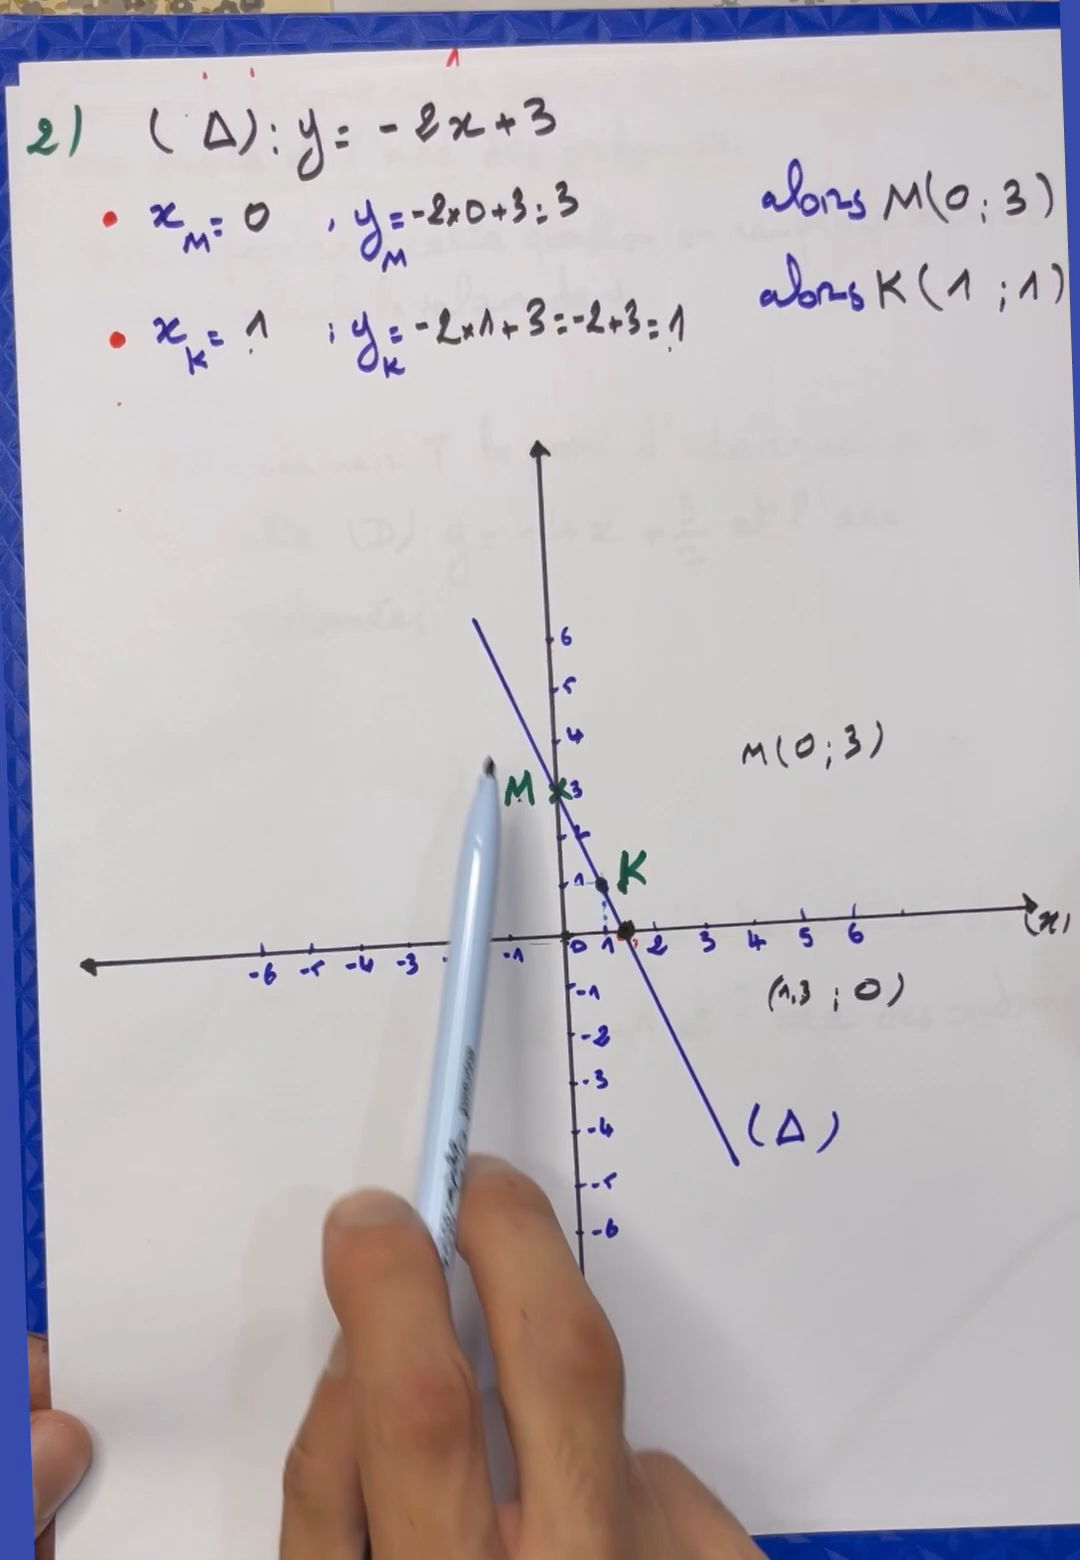 2) (Δ): y = -2x+3
• x_M = 0 , y_M = -2×0+3 = 3 alors M(0;3)
• x_K = 1 ; y_K = -2×1+3 = -2+3 = 1 alors K(1;1)
6
5
4
M(0;3)
M 3
2
K
1
(x)
-6 -5 -4 -3 -1 0 1 2 3 4 5 6
(1,3 ; 0)
-1
-2
-3
-4
(Δ)
-5
-6